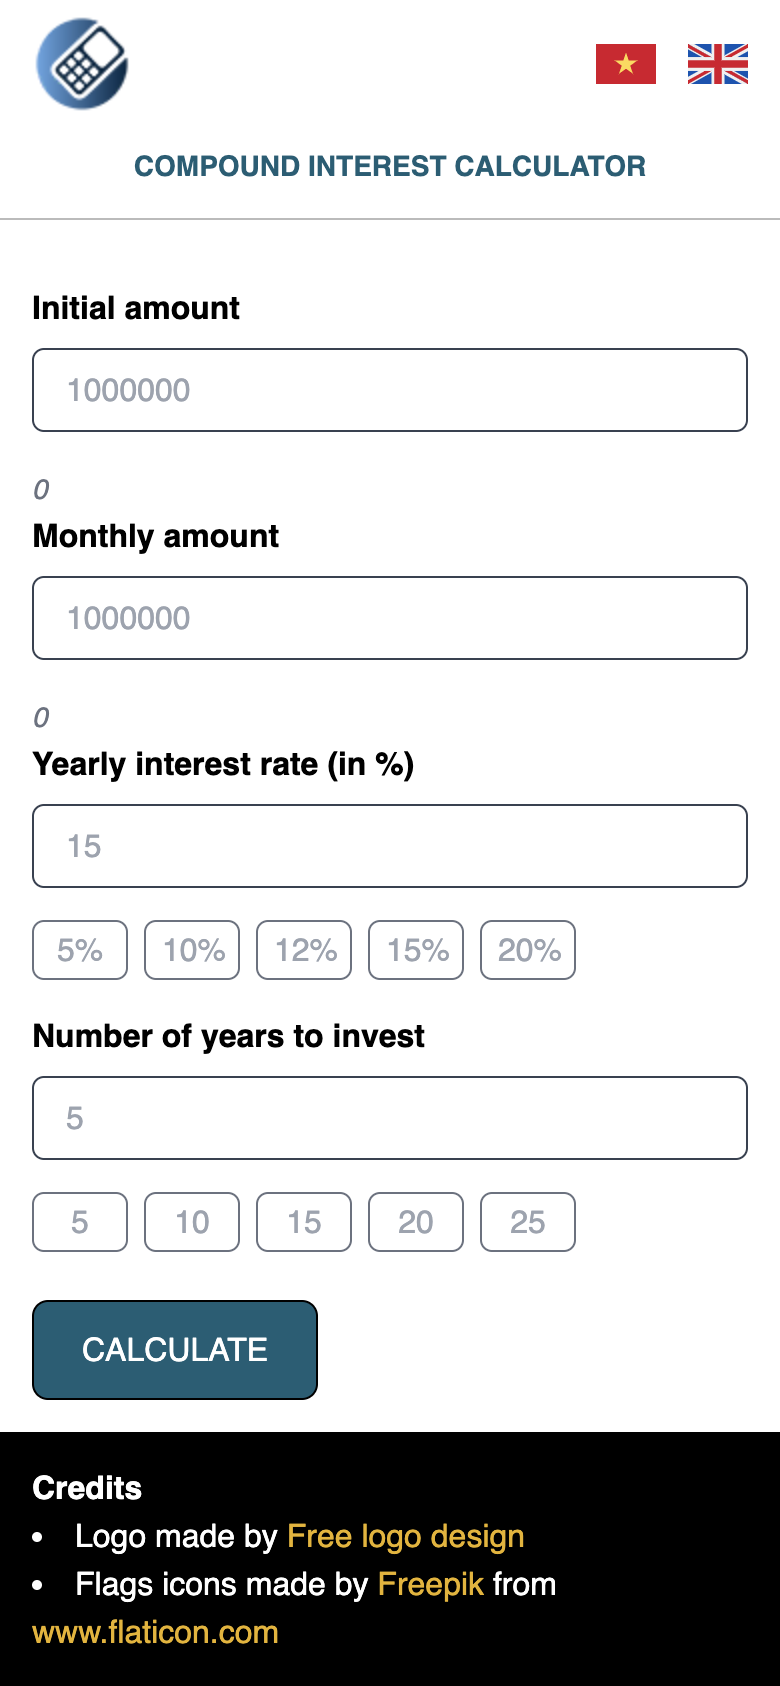 COMPOUND INTEREST CALCULATOR
Initial amount
1000000
0
Monthly amount
1000000
0
Yearly interest rate (in %)
15
5% 10% 12% 15% 20%
Number of years to invest
5
5 10 15 20 25
CALCULATE
Credits
• Logo made by Free logo design
• Flags icons made by Freepik from
www.flaticon.com